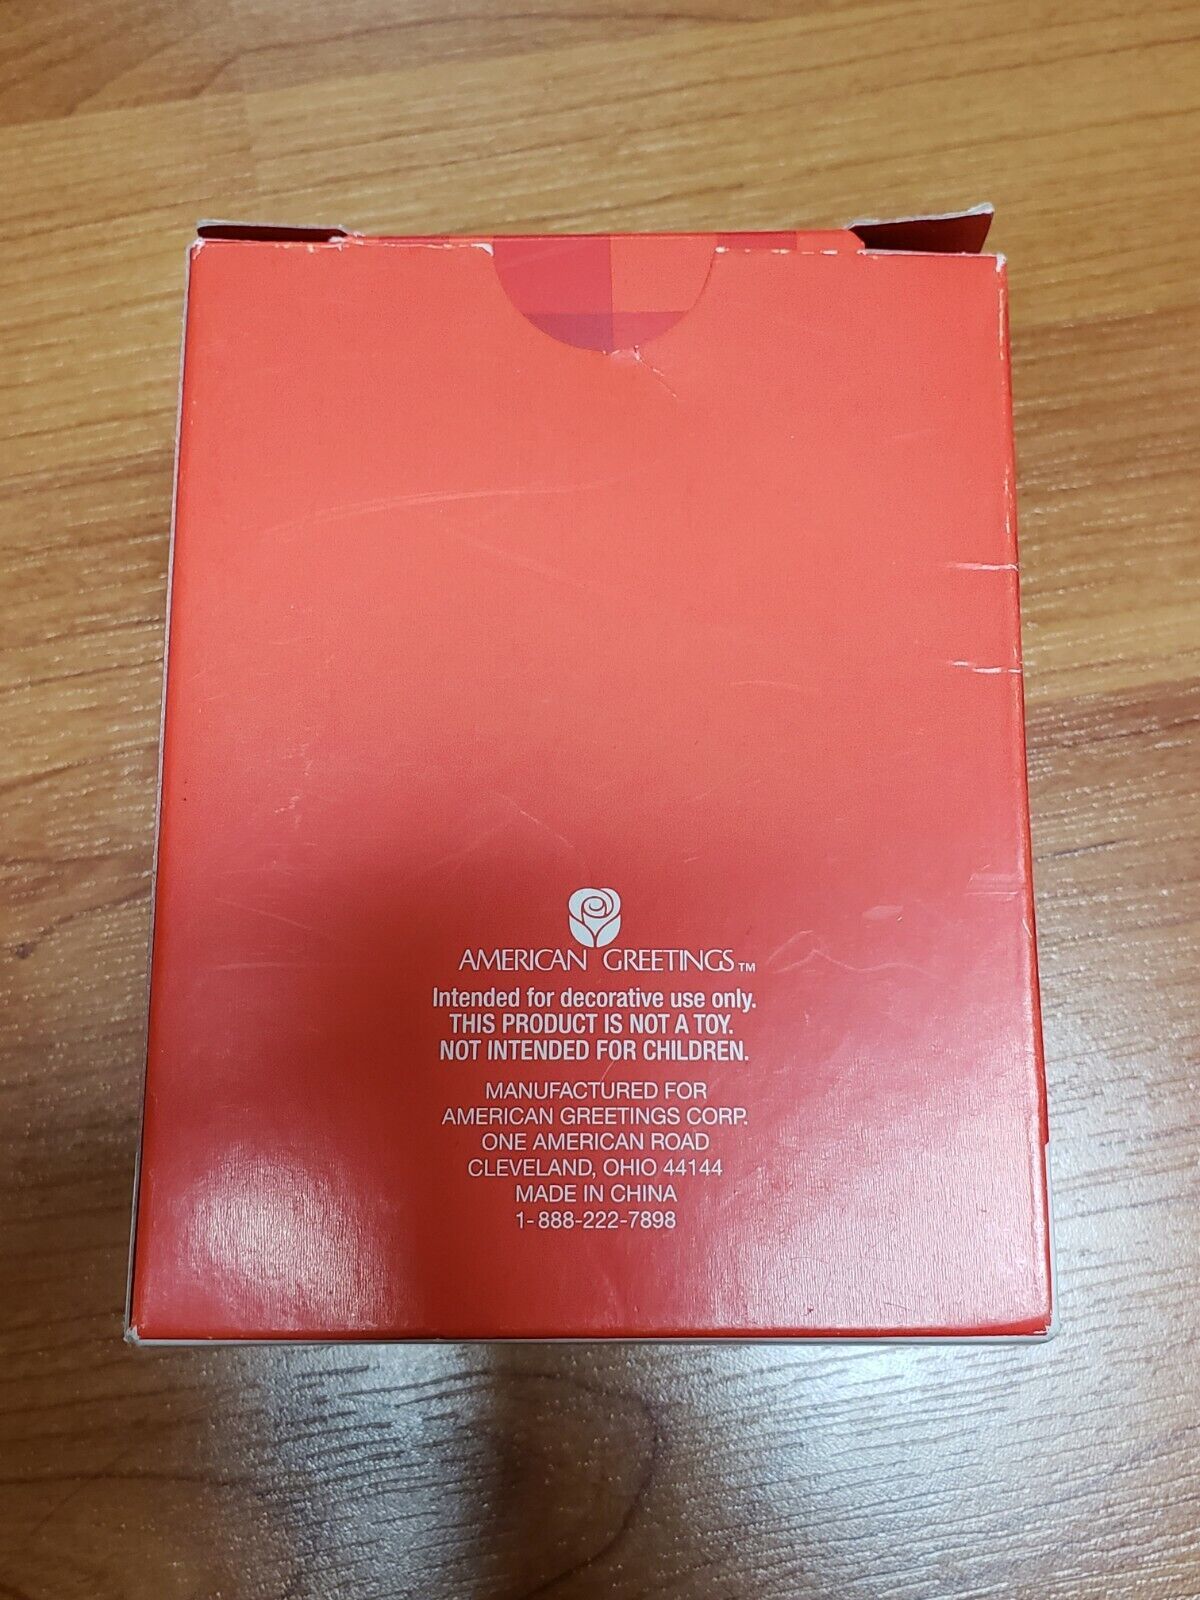 AMERICAN GREETINGS™
Intended for decorative use only.
THIS PRODUCT IS NOT A TOY.
NOT INTENDED FOR CHILDREN.
MANUFACTURED FOR
AMERICAN GREETINGS CORP.
ONE AMERICAN ROAD
CLEVELAND, OHIO 44144
MADE IN CHINA
1-888-222-7898